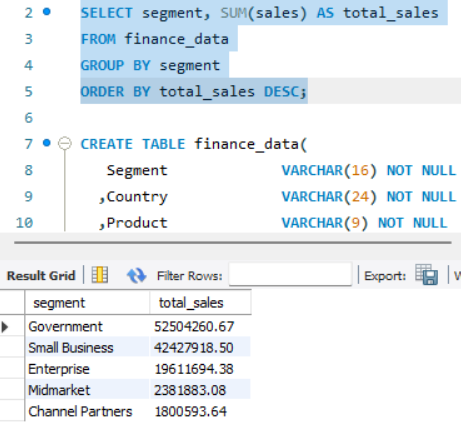 2 SELECT segment, SUM(sales) AS total_sales
3 FROM finance_data
4 GROUP BY segment
5 ORDER BY total_sales DESC;
6
7 CREATE TABLE finance_data(
8 Segment VARCHAR(16) NOT NULL
9 ,Country VARCHAR(24) NOT NULL
10 ,Product VARCHAR(9) NOT NULL
Result Grid Filter Rows: Export:
segment total_sales
Government 52504260.67
Small Business 42427918.50
Enterprise 19611694.38
Midmarket 2381883.08
Channel Partners 1800593.64